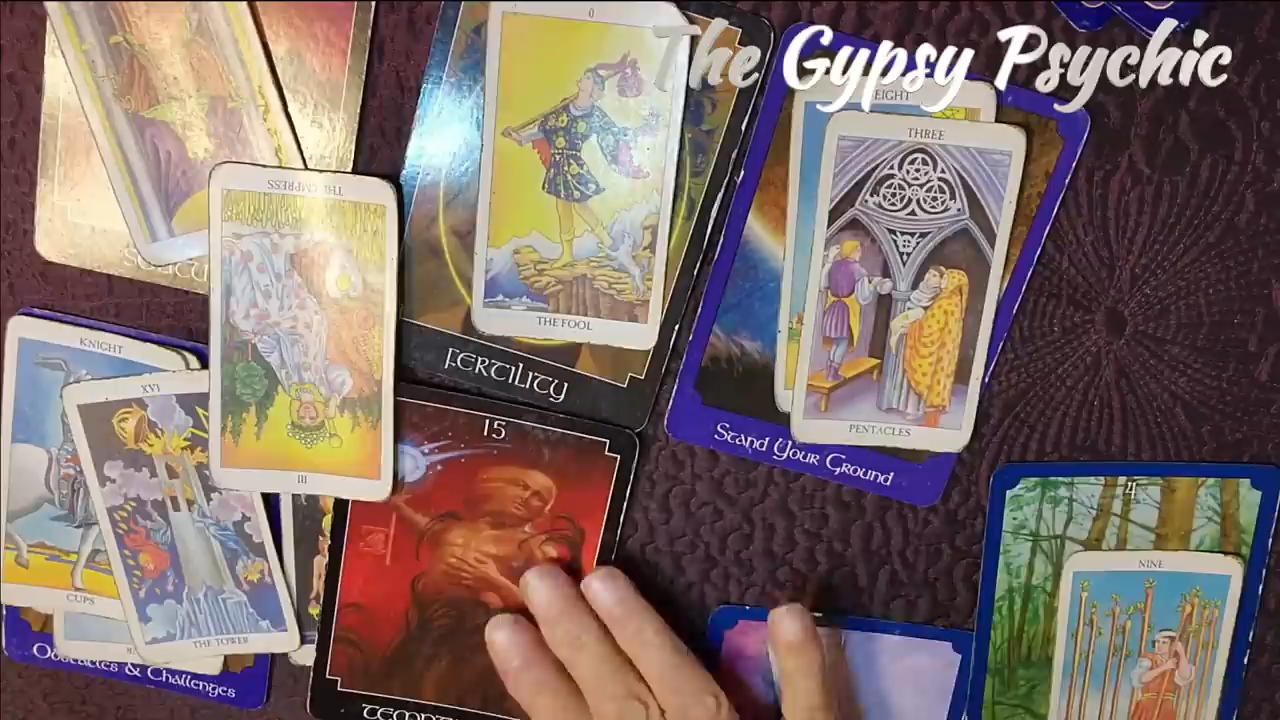 The Gypsy Psychic
0
THE FOOL
FERTILITY
EIGHT
THREE
PENTACLES
Stand Your Ground
THE EMPRESS
III
KNIGHT
CUPS
XVI
THE TOWER
Obstacles & Challenges
15
4
NINE